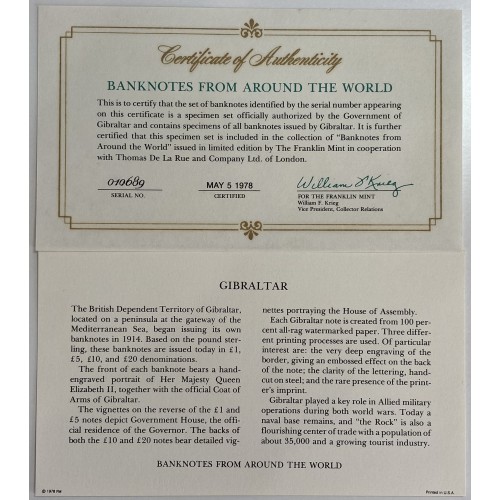 Certificate of Authenticity
BANKNOTES FROM AROUND THE WORLD
This is to certify that the set of banknotes identified by the serial number appearing
on this certificate is a specimen set officially authorized by the Government of
Gibraltar and contains specimens of all banknotes issued by Gibraltar. It is further
certified that this specimen set is included in the collection of "Banknotes from
Around the World" issued in limited edition by The Franklin Mint in cooperation
with Thomas De La Rue and Company Ltd. of London.
019689
SERIAL NO.
MAY 5 1978
CERTIFIED
William F. Krieg
FOR THE FRANKLIN MINT
William F. Krieg
Vice President, Collector Relations
GIBRALTAR
The British Dependent Territory of Gibraltar,
located on a peninsula at the gateway of the
Mediterranean Sea, began issuing its own
banknotes in 1914. Based on the pound ster-
ling, these banknotes are issued today in £1,
£5, £10, and £20 denominations.
The front of each banknote bears a hand-
engraved portrait of Her Majesty Queen
Elizabeth II, together with the official Coat of
Arms of Gibraltar.
The vignettes on the reverse of the £1 and
£5 notes depict Government House, the of-
ficial residence of the Governor. The backs of
both the £10 and £20 notes bear detailed vig-
nettes portraying the House of Assembly.
Each Gibraltar note is created from 100 per-
cent all-rag watermarked paper. Three differ-
ent printing processes are used. Of particular
interest are: the very deep engraving of the
border, giving an embossed effect on the back
of the note; the clarity of the lettering, hand-
cut on steel; and the rare presence of the print-
er's imprint.
Gibraltar played a key role in Allied military
operations during both world wars. Today a
naval base remains, and "the Rock" is also a
flourishing center of trade with a population of
about 35,000 and a growing tourist industry.
BANKNOTES FROM AROUND THE WORLD
© 1978 FM
Printed in U.S.A.